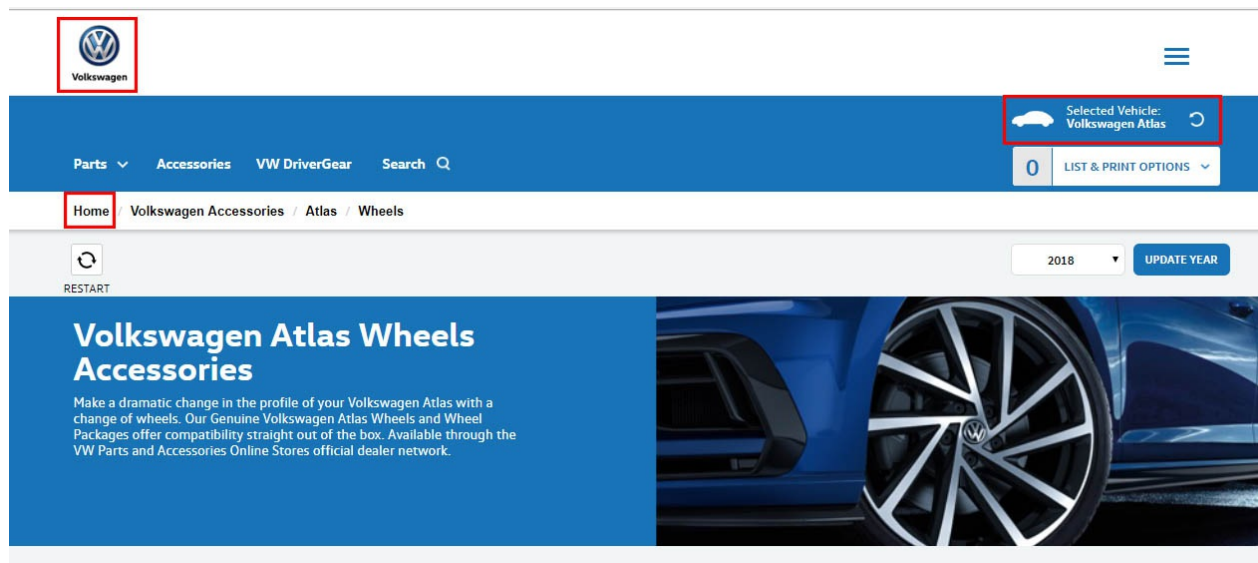 Volkswagen
Selected Vehicle:
Volkswagen Atlas
Parts Accessories VW DriverGear Search
0 LIST & PRINT OPTIONS
Home / Volkswagen Accessories / Atlas / Wheels
RESTART
2018 UPDATE YEAR
Volkswagen Atlas Wheels
Accessories
Make a dramatic change in the profile of your Volkswagen Atlas with a
change of wheels. Our Genuine Volkswagen Atlas Wheels and Wheel
Packages offer compatibility straight out of the box. Available through the
VW Parts and Accessories Online Stores official dealer network.